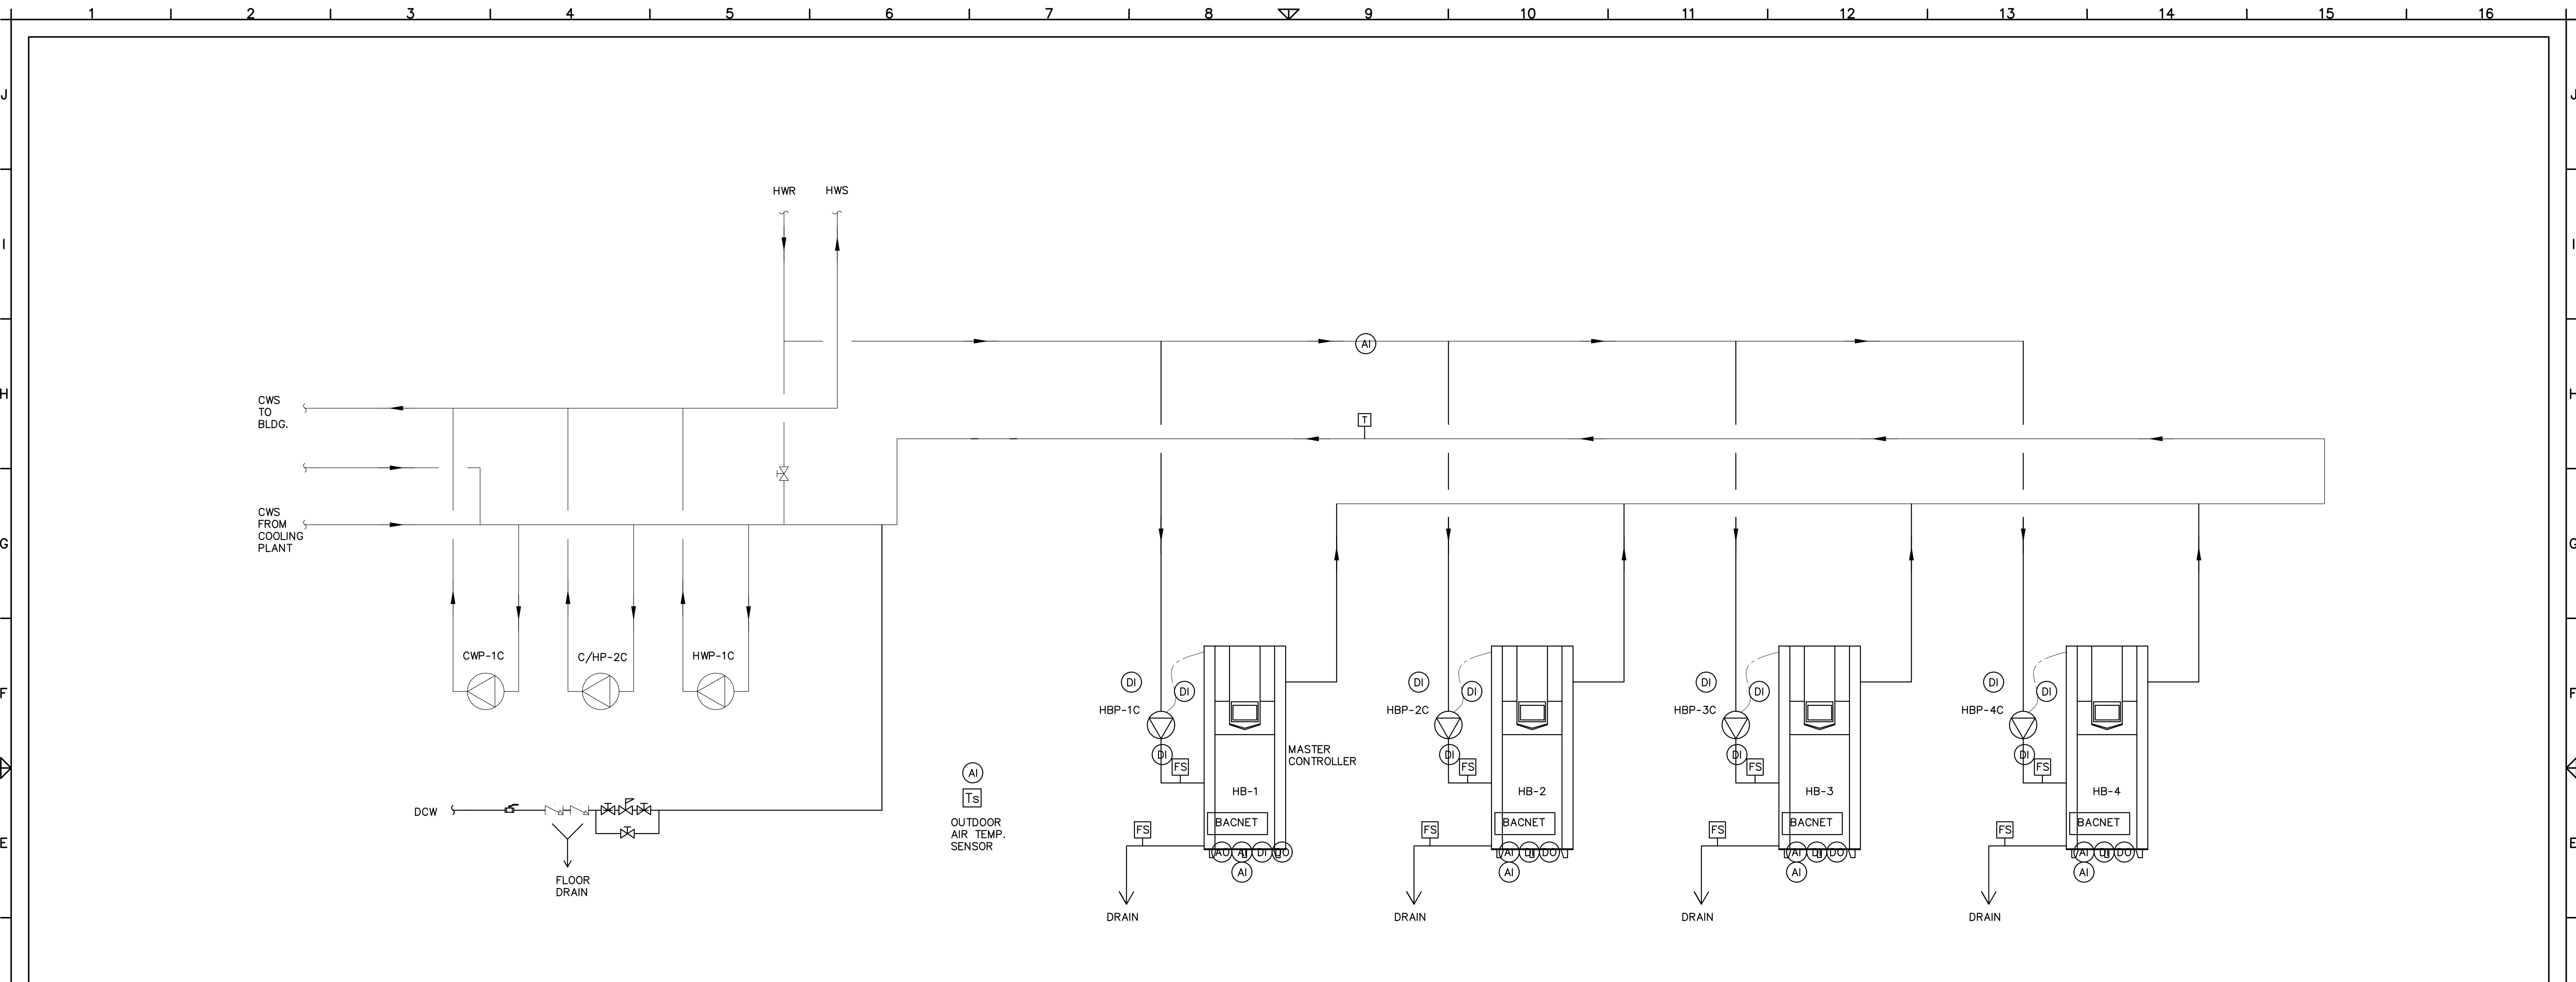 1 2 3 4 5 6 7 8 9 10 11 12 13 14 15 16
J J
HWR HWS
I I
AI
H H
CWS
TO
BLDG.
T
CWS
FROM
COOLING
PLANT
G G
CWP-1C C/HP-2C HWP-1C
DI DI DI DI
DI DI DI DI
F F
HBP-1C HBP-2C HBP-3C HBP-4C
DI DI DI DI
MASTER
CONTROLLER
FS FS FS FS
AI
HB-1 HB-2 HB-3 HB-4
Ts
DCW
OUTDOOR
AIR TEMP.
SENSOR
BACNET BACNET BACNET BACNET
FS FS FS FS
E E
AO AI DI DO AI DI DO AI DI DO AI DI DO
AI AI AI AI
FLOOR
DRAIN
DRAIN DRAIN DRAIN DRAIN